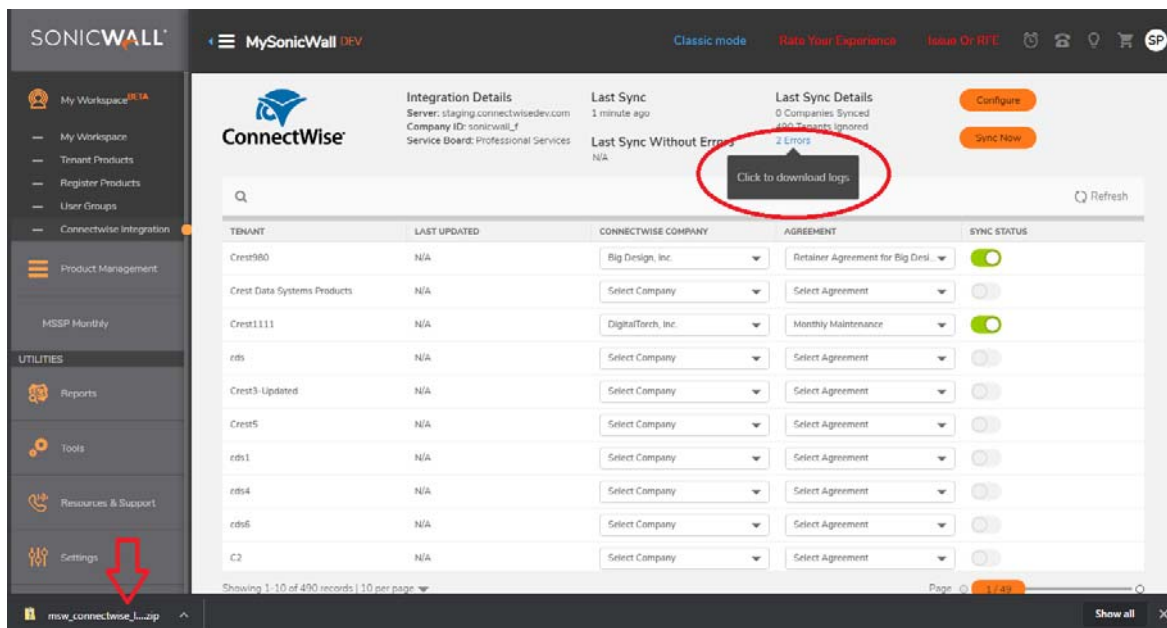 SONICWALL
MySonicWall DEV
Classic mode
Rate Your Experience
Issue Or RFE
SP
My Workspace BETA
My Workspace
Tenant Products
Register Products
User Groups
Connectwise Integration
Product Management
MSSP Monthly
UTILITIES
Reports
Tools
Resources & Support
Settings
ConnectWise
Integration Details
Server: staging.connectwisedev.com
Company ID: sonicwall_f
Service Board: Professional Services
Last Sync
1 minute ago
Last Sync Without Errors
N/A
Last Sync Details
0 Companies Synced
490 Tenants Ignored
2 Errors
Click to download logs
Configure
Sync Now
Refresh
TENANT LAST UPDATED CONNECTWISE COMPANY AGREEMENT SYNC STATUS
Crest980 N/A Big Design, Inc. Retainer Agreement for Big Desi...
Crest Data Systems Products N/A Select Company Select Agreement
Crest1111 N/A DigitalTorch, Inc. Monthly Maintenance
cds N/A Select Company Select Agreement
Crest3-Updated N/A Select Company Select Agreement
Crest5 N/A Select Company Select Agreement
cds1 N/A Select Company Select Agreement
cds4 N/A Select Company Select Agreement
cds6 N/A Select Company Select Agreement
C2 N/A Select Company Select Agreement
Showing 1-10 of 490 records | 10 per page
Page 1 / 49
msw_connectwise_l....zip
Show all